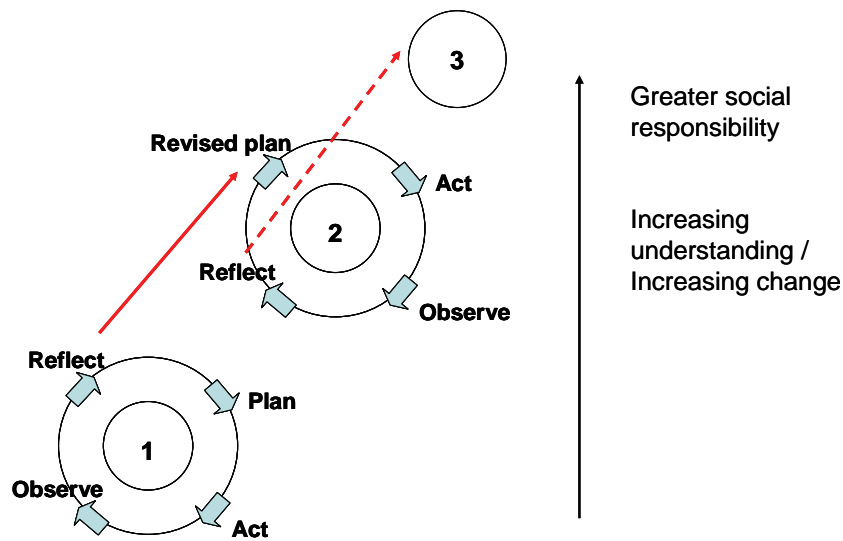 3
Greater social
responsibility
Revised plan
Act
2
Increasing
understanding /
Increasing change
Reflect
Observe
Reflect
Plan
1
Observe
Act